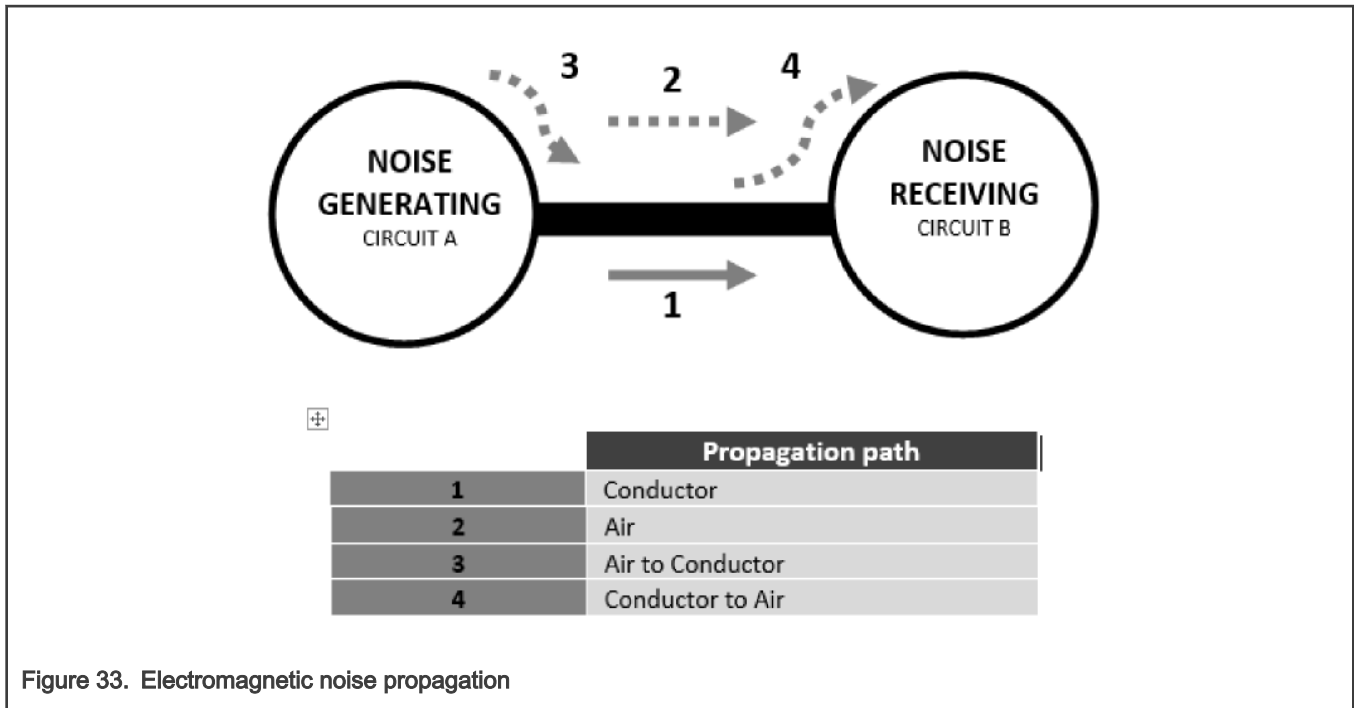 3
2
4
NOISE
GENERATING
CIRCUIT A
NOISE
RECEIVING
CIRCUIT B
1
Propagation path
1 Conductor
2 Air
3 Air to Conductor
4 Conductor to Air
Figure 33. Electromagnetic noise propagation